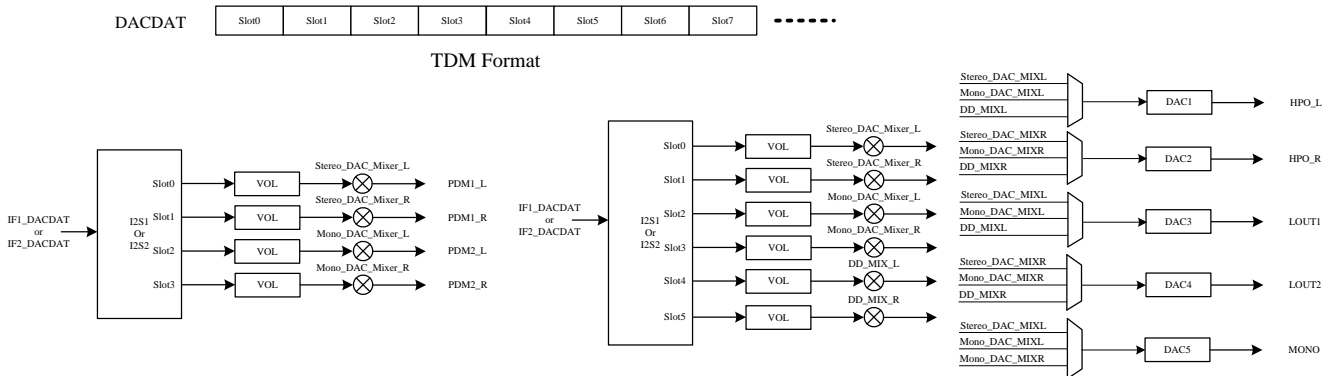 DACDAT Slot0 Slot1 Slot2 Slot3 Slot4 Slot5 Slot6 Slot7
TDM Format
IF1_DACDAT
or
IF2_DACDAT
I2S1
Or
I2S2
Slot0 VOL Stereo_DAC_Mixer_L PDM1_L
Slot1 VOL Stereo_DAC_Mixer_R PDM1_R
Slot2 VOL Mono_DAC_Mixer_L PDM2_L
Slot3 VOL Mono_DAC_Mixer_R PDM2_R
IF1_DACDAT
or
IF2_DACDAT
I2S1
Or
I2S2
Slot0 VOL Stereo_DAC_Mixer_L
Slot1 VOL Stereo_DAC_Mixer_R
Slot2 VOL Mono_DAC_Mixer_L
Slot3 VOL Mono_DAC_Mixer_R
Slot4 VOL DD_MIX_L
Slot5 VOL DD_MIX_R
Stereo_DAC_MIXL
Mono_DAC_MIXL
DD_MIXL
DAC1 HPO_L
Stereo_DAC_MIXR
Mono_DAC_MIXR
DD_MIXR
DAC2 HPO_R
Stereo_DAC_MIXL
Mono_DAC_MIXL
DD_MIXL
DAC3 LOUT1
Stereo_DAC_MIXR
Mono_DAC_MIXR
DD_MIXR
DAC4 LOUT2
Stereo_DAC_MIXL
Mono_DAC_MIXL
Mono_DAC_MIXR
DAC5 MONO